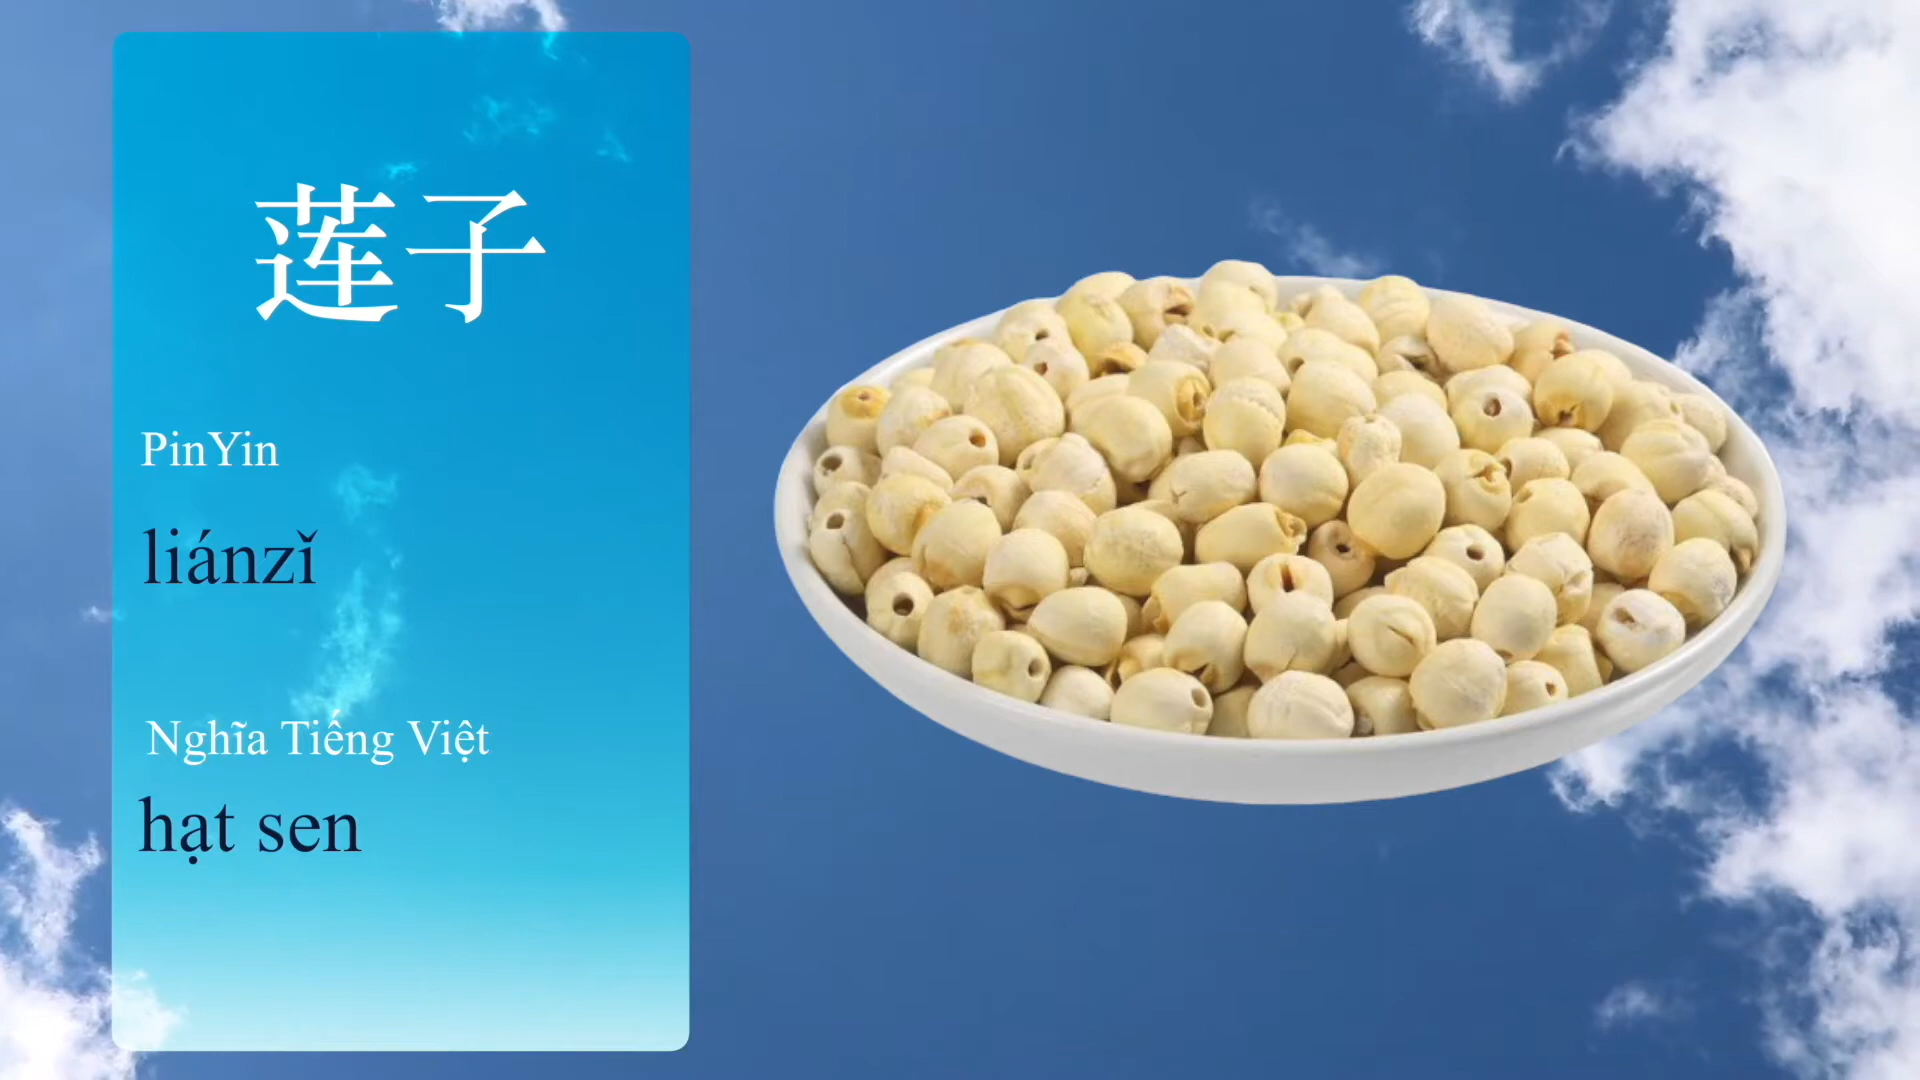 莲子
PinYin
liánzǐ
Nghĩa Tiếng Việt
hạt sen